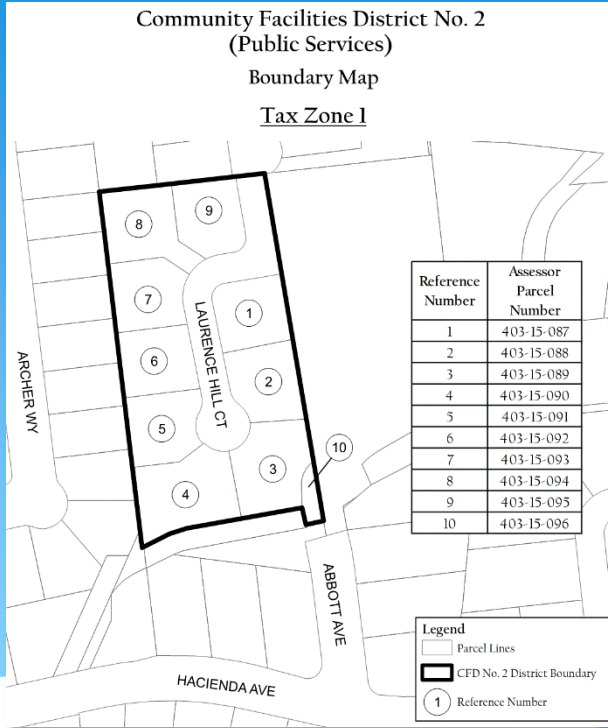 Community Facilities District No. 2
(Public Services)
Boundary Map
Tax Zone 1
8
9
7
1
6
2
5
3
10
4
ARCHER WY
LAURENCE HILL CT
ABBOTT AVE
HACIENDA AVE
Reference Number Assessor Parcel Number
1 403-15-087
2 403-15-088
3 403-15-089
4 403-15-090
5 403-15-091
6 403-15-092
7 403-15-093
8 403-15-094
9 403-15-095
10 403-15-096
Legend
Parcel Lines
CFD No. 2 District Boundary
1 Reference Number